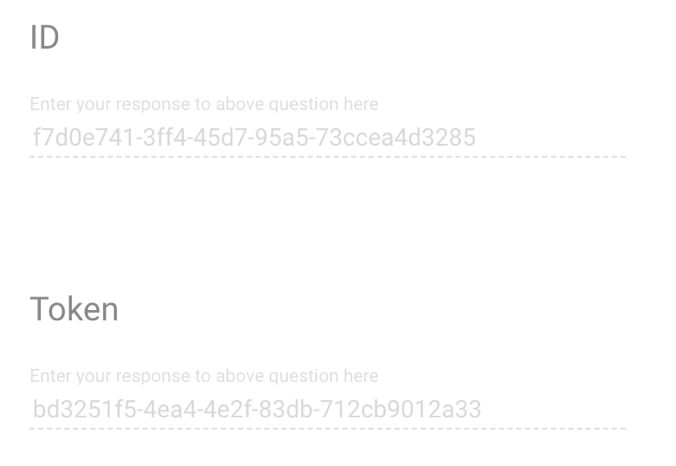 ID
Enter your response to above question here
f7d0e741-3ff4-45d7-95a5-73ccea4d3285
Token
Enter your response to above question here
bd3251f5-4ea4-4e2f-83db-712cb9012a33